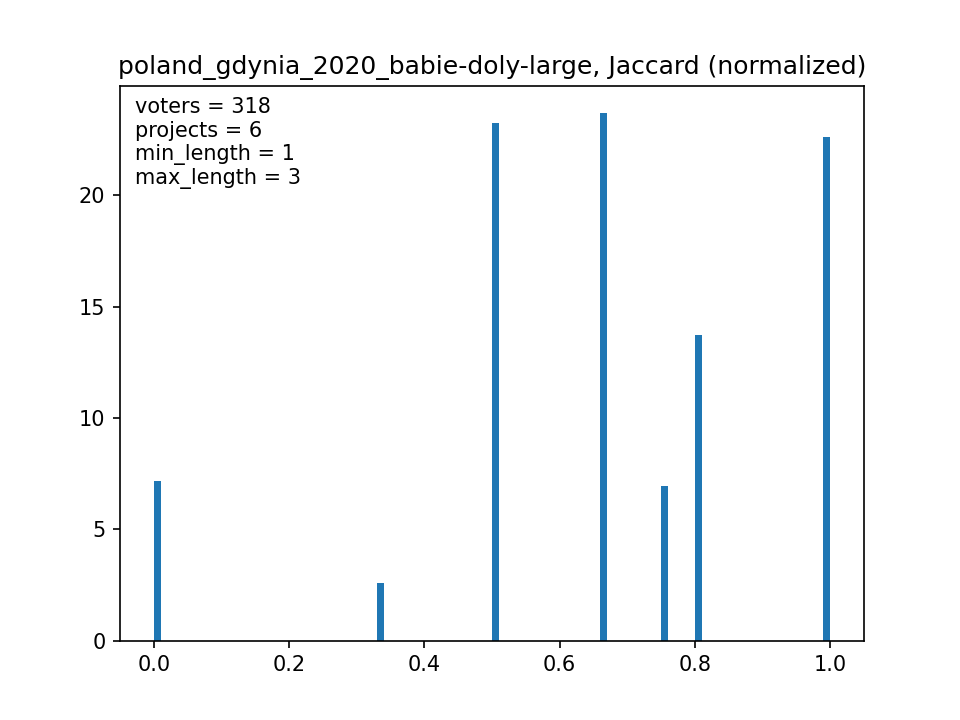 poland_gdynia_2020_babie-doly-large, Jaccard (normalized)
voters = 318
projects = 6
min_length = 1
max_length = 3
20
15
10
5
0
0.0 0.2 0.4 0.6 0.8 1.0